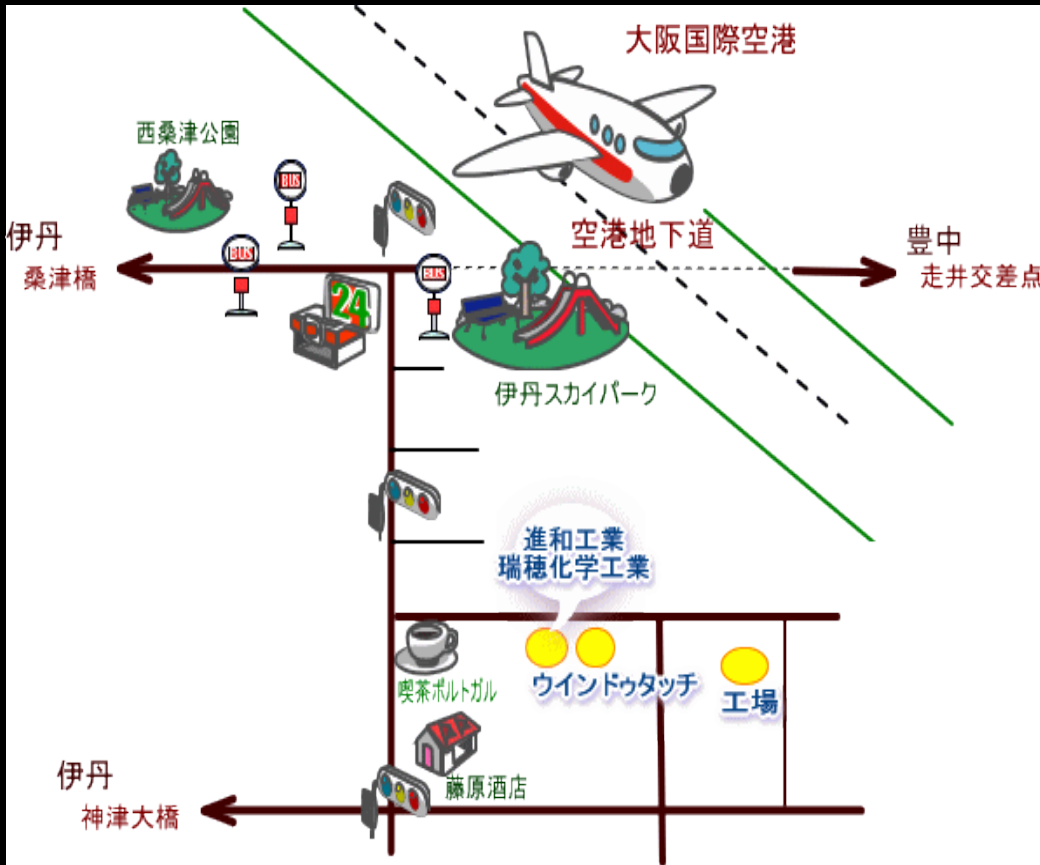 大阪国際空港
西桑津公園
BUS
伊丹
桑津橋
BUS
BUS
空港地下道
豊中
走井交差点
24
伊丹スカイパーク
進和工業
瑞穂化学工業
喫茶ポルトガル
ウインドゥタッチ
工場
藤原酒店
伊丹
神津大橋